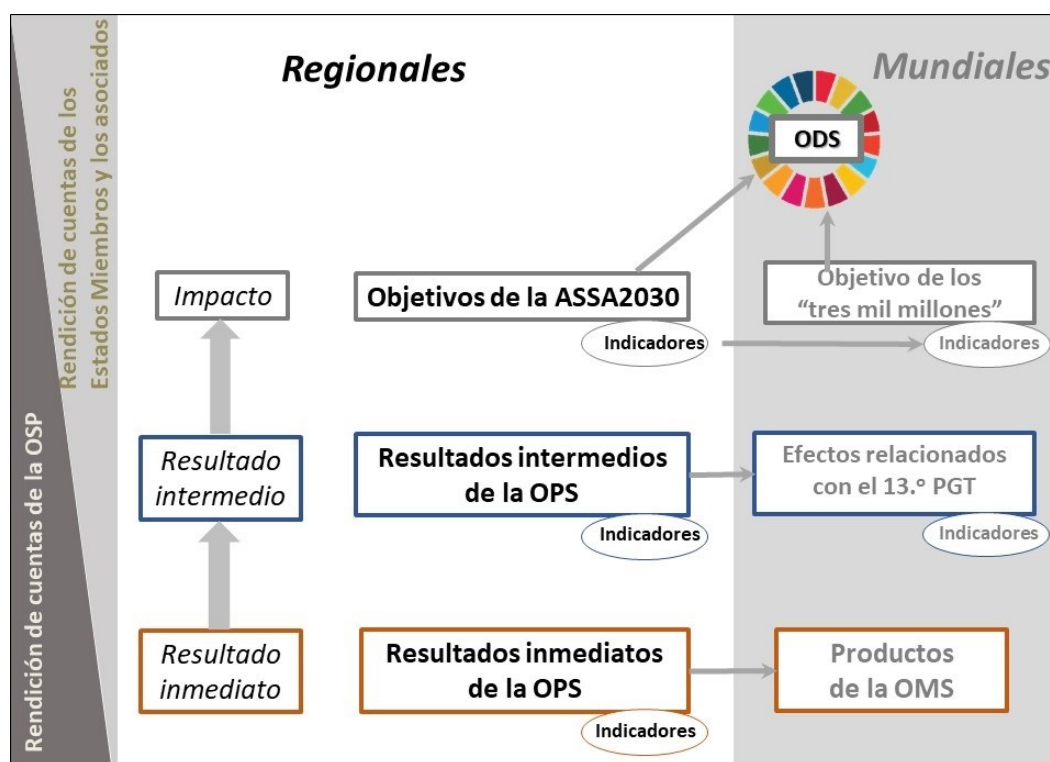 Rendición de cuentas de la OSP
Rendición de cuentas de los
Estados Miembros y los asociados
Regionales
Mundiales
ODS
Impacto
Objetivos de la ASSA2030
Indicadores
Objetivo de los
“tres mil millones”
Indicadores
Resultado
intermedio
Resultados intermedios
de la OPS
Indicadores
Efectos relacionados
con el 13.º PGT
Indicadores
Resultado
inmediato
Resultados inmediatos
de la OPS
Indicadores
Productos
de la OMS